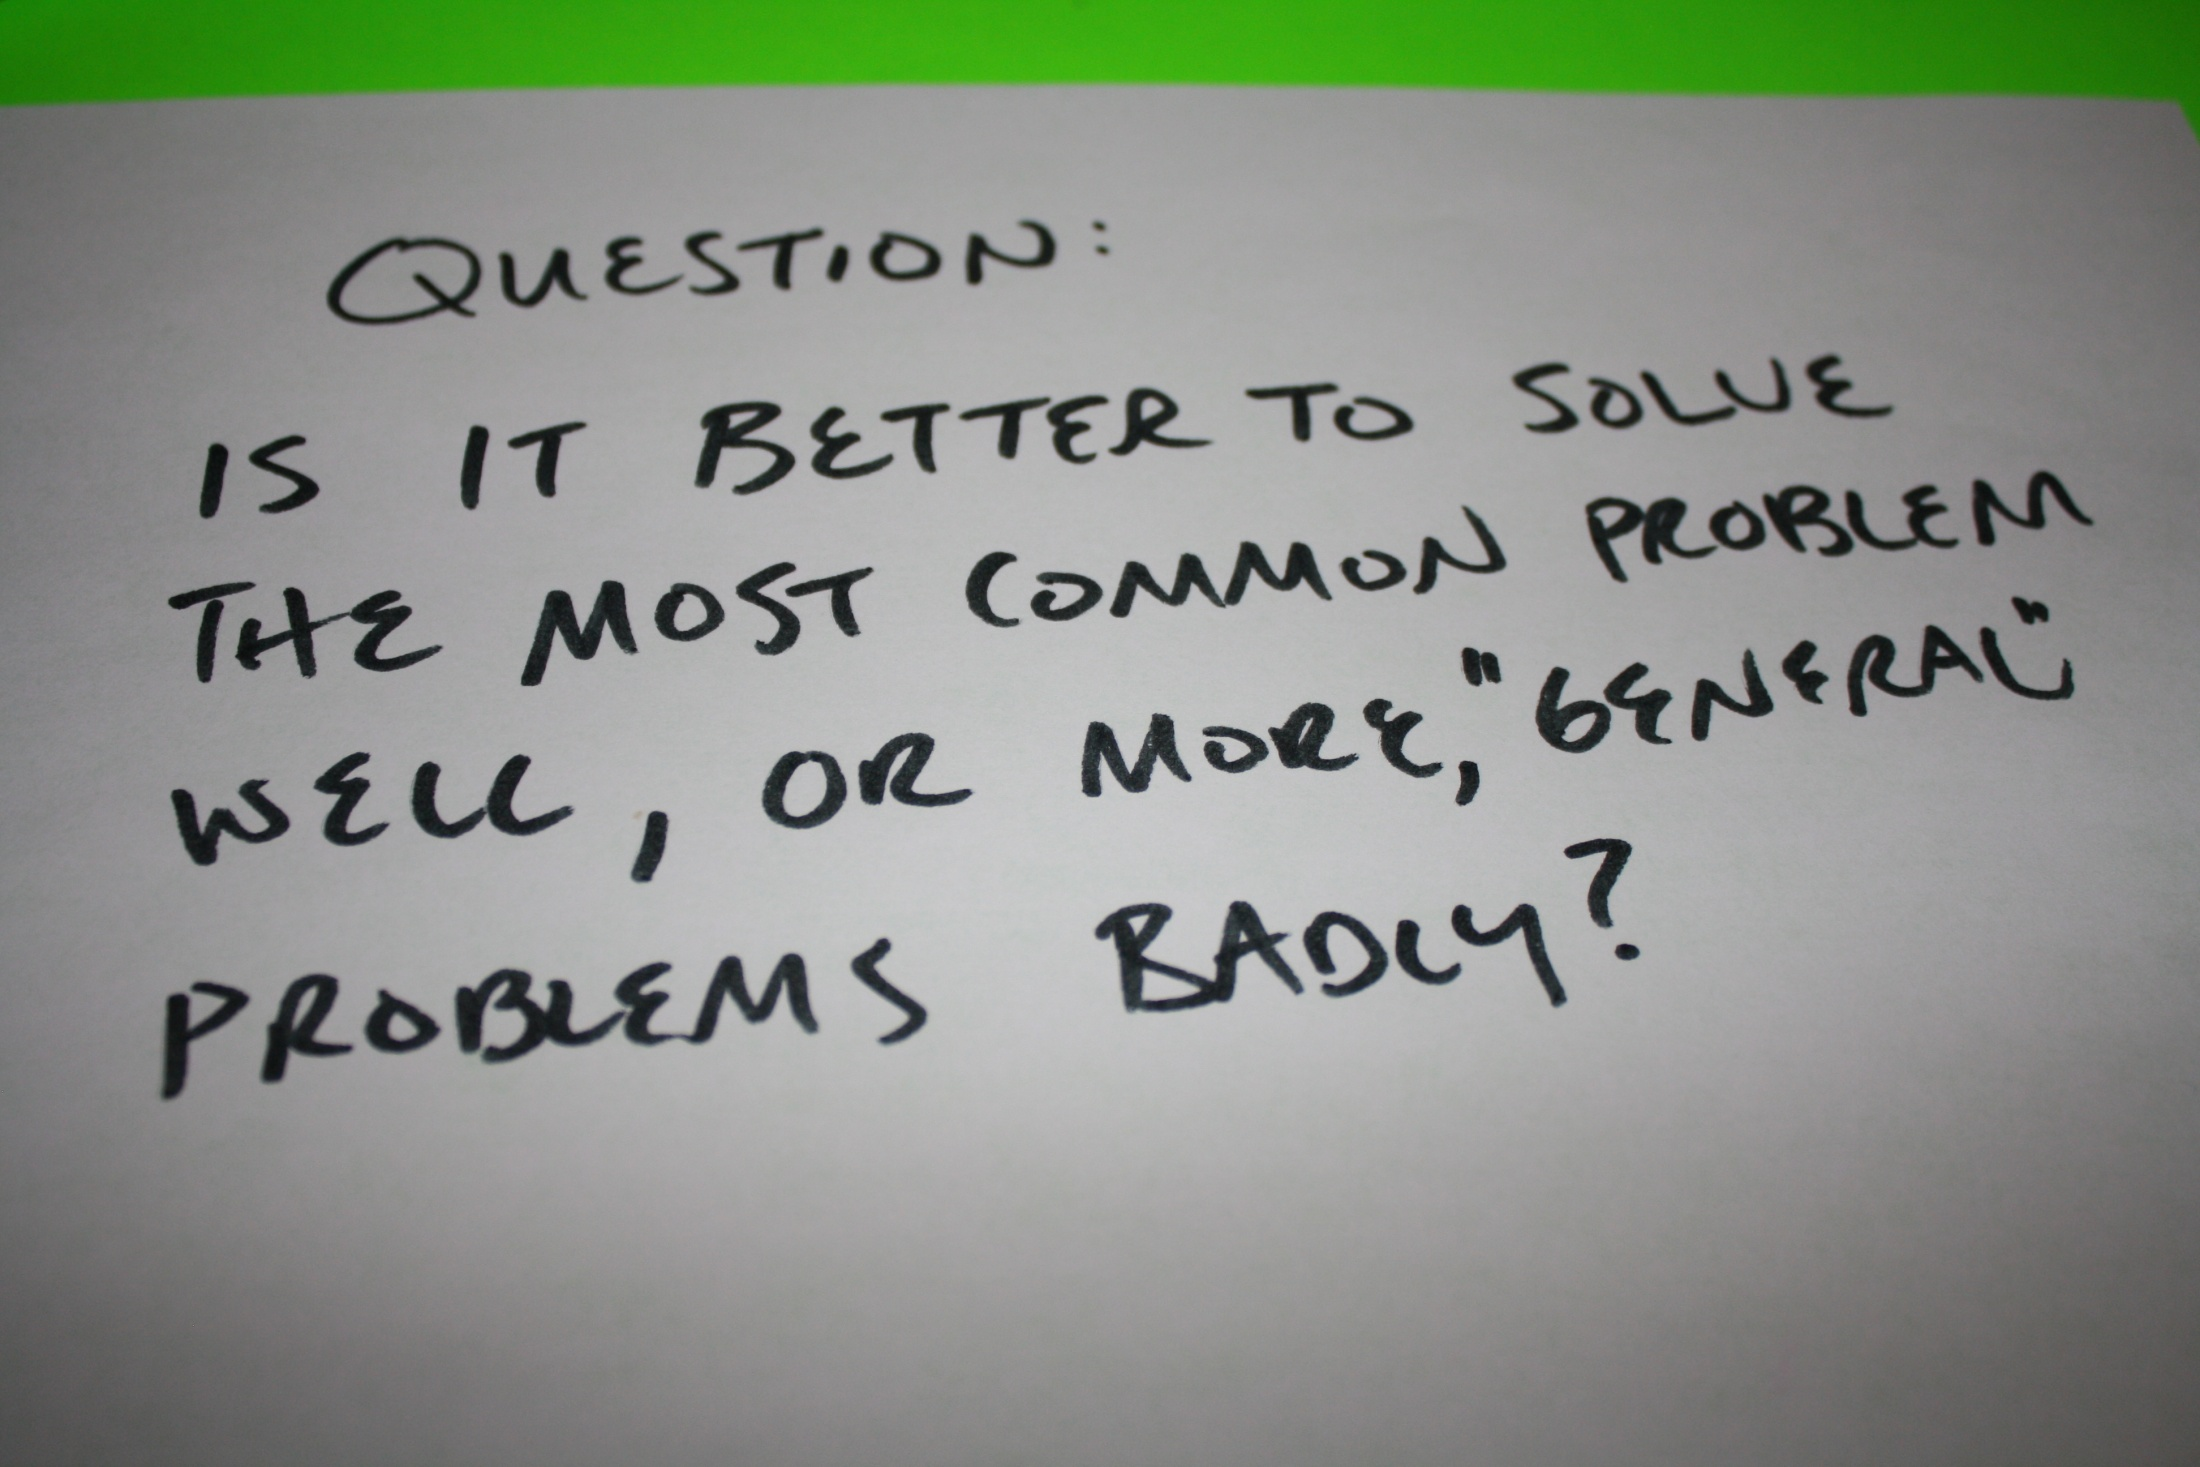 QUESTION:
IS IT BETTER TO SOLVE
THE MOST COMMON PROBLEM
WELL, OR MORE, "GENERAL"
PROBLEMS BADLY?